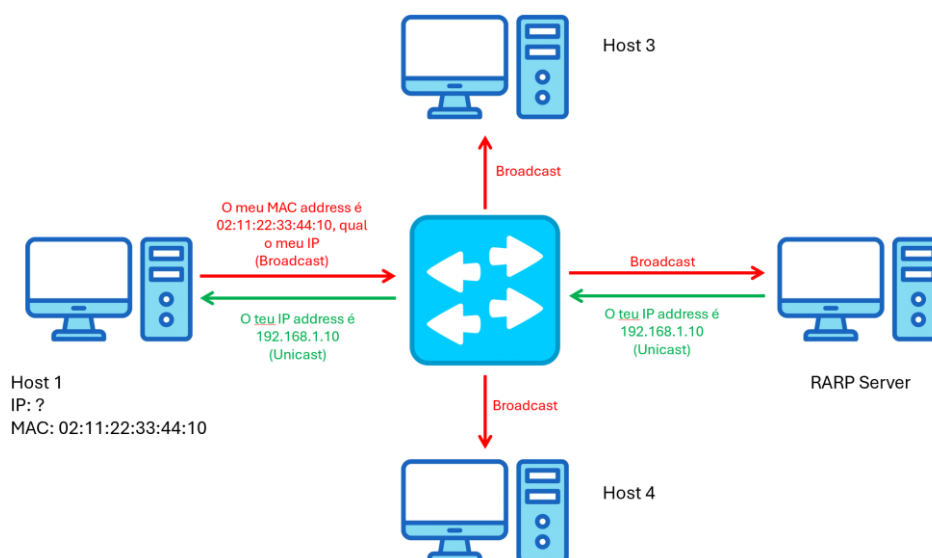 Host 3
Broadcast
O meu MAC address é
02:11:22:33:44:10, qual
o meu IP
(Broadcast)
Broadcast
O teu IP address é
192.168.1.10
(Unicast)
O teu IP address é
192.168.1.10
(Unicast)
Host 1
IP: ?
MAC: 02:11:22:33:44:10
RARP Server
Broadcast
Host 4